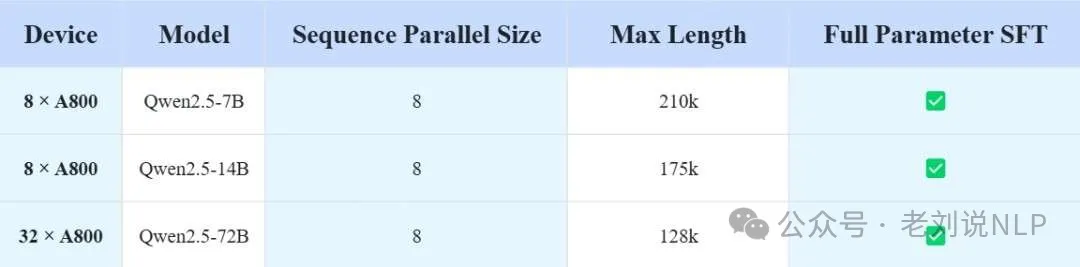 Device Model Sequence Parallel Size Max Length Full Parameter SFT
8 × A800 Qwen2.5-7B 8 210k ✅
8 × A800 Qwen2.5-14B 8 175k ✅
32 × A800 Qwen2.5-72B 8 128k ✅
公众号 · 老刘说NLP